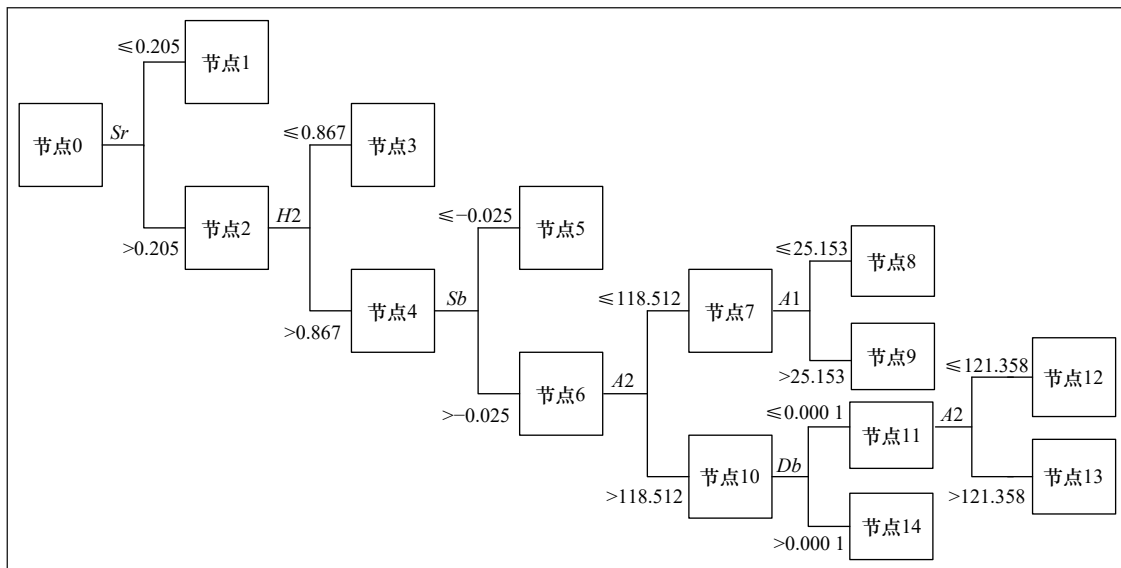 ≤0.205
节点1
节点0
Sr
≤0.867
节点3
>0.205
节点2
H2
≤−0.025
节点5
>0.867
节点4
Sb
≤118.512
节点7
A1
≤25.153
节点8
>25.153
节点9
>−0.025
节点6
A2
≤0.000 1
节点11
A2
≤121.358
节点12
>118.512
节点10
Db
>121.358
节点13
>0.000 1
节点14